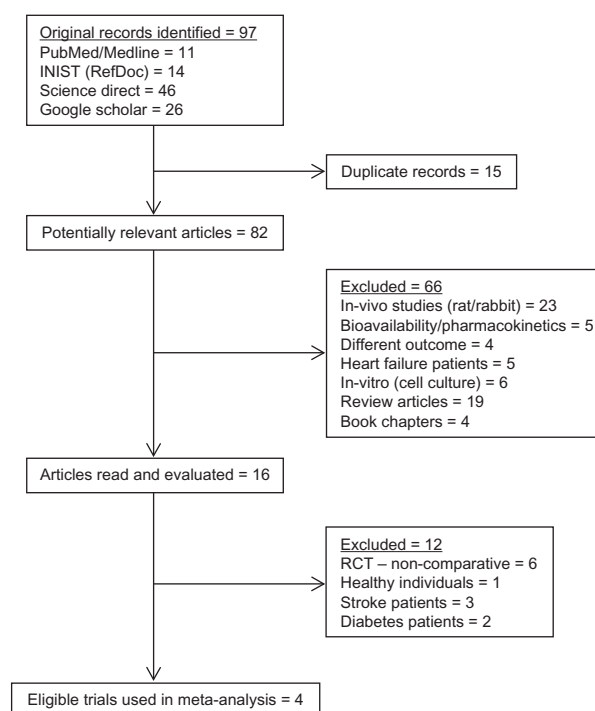 Original records identified = 97
PubMed/Medline = 11
INIST (RefDoc) = 14
Science direct = 46
Google scholar = 26
Duplicate records = 15
Potentially relevant articles = 82
Excluded = 66
In-vivo studies (rat/rabbit) = 23
Bioavailability/pharmacokinetics = 5
Different outcome = 4
Heart failure patients = 5
In-vitro (cell culture) = 6
Review articles = 19
Book chapters = 4
Articles read and evaluated = 16
Excluded = 12
RCT – non-comparative = 6
Healthy individuals = 1
Stroke patients = 3
Diabetes patients = 2
Eligible trials used in meta-analysis = 4